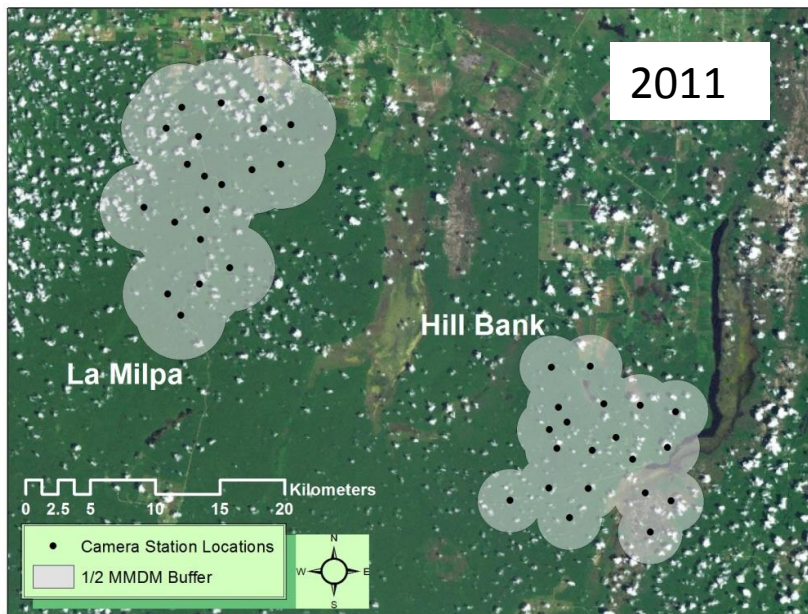 2011
Hill Bank
La Milpa
Kilometers
0 2.5 5 10 15 20
Camera Station Locations
1/2 MMDM Buffer
N
W E
S